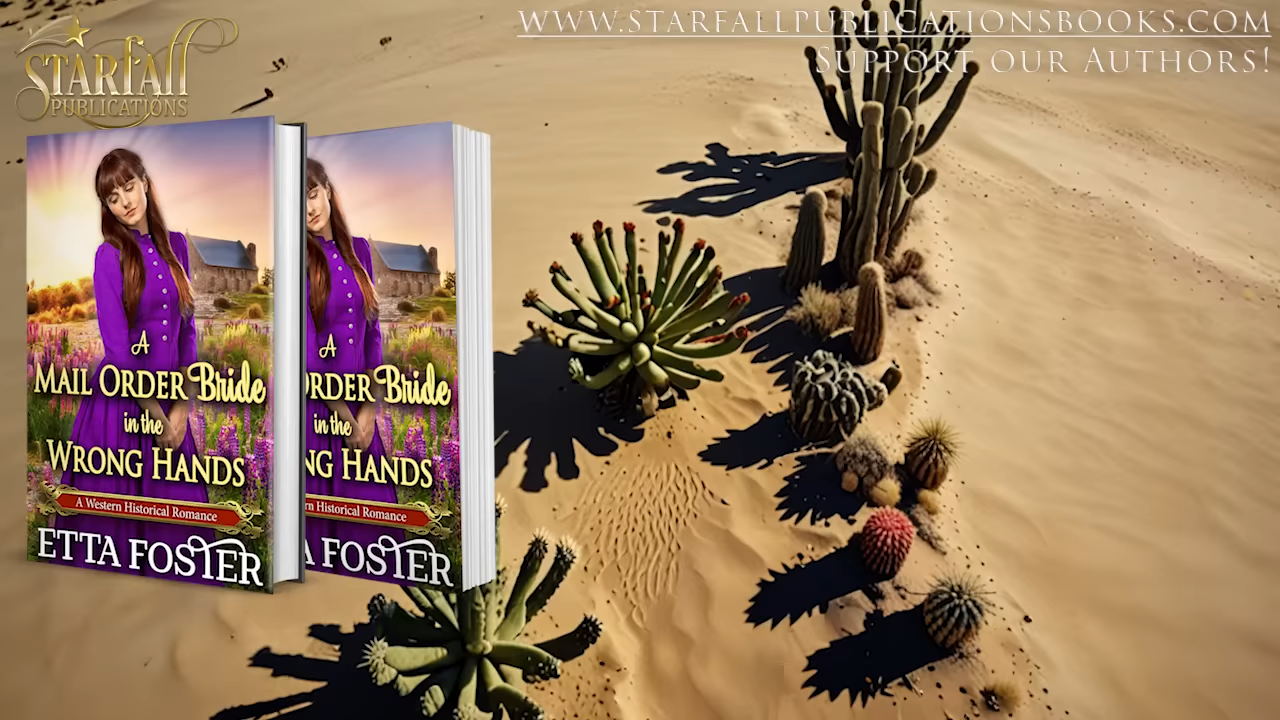 WWW.STARFALLPUBLICATIONSBOOKS.COM
SUPPORT OUR AUTHORS!
STARfall
PUBLICATIONS
A
MAIL ORDER Bride
in the
WRONG HANDS
A Western Historical Romance
ETTA FOSTER
A
ORDER Bride
in the
NG HANDS
rn Historical Romance
A FOSTER